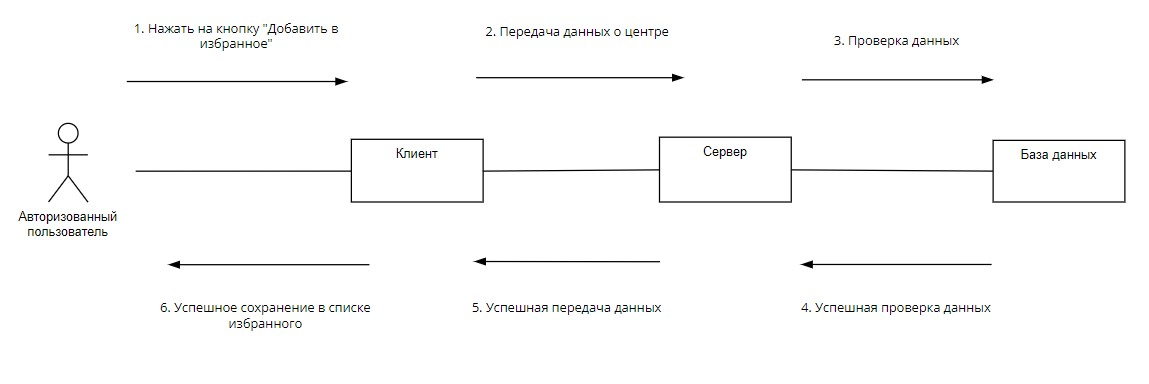 1. Нажать на кнопку "Добавить в
избранное"
2. Передача данных о центре
3. Проверка данных
Клиент
Сервер
База данных
Авторизованный
пользователь
6. Успешное сохранение в списке
избранного
5. Успешная передача данных
4. Успешная проверка данных